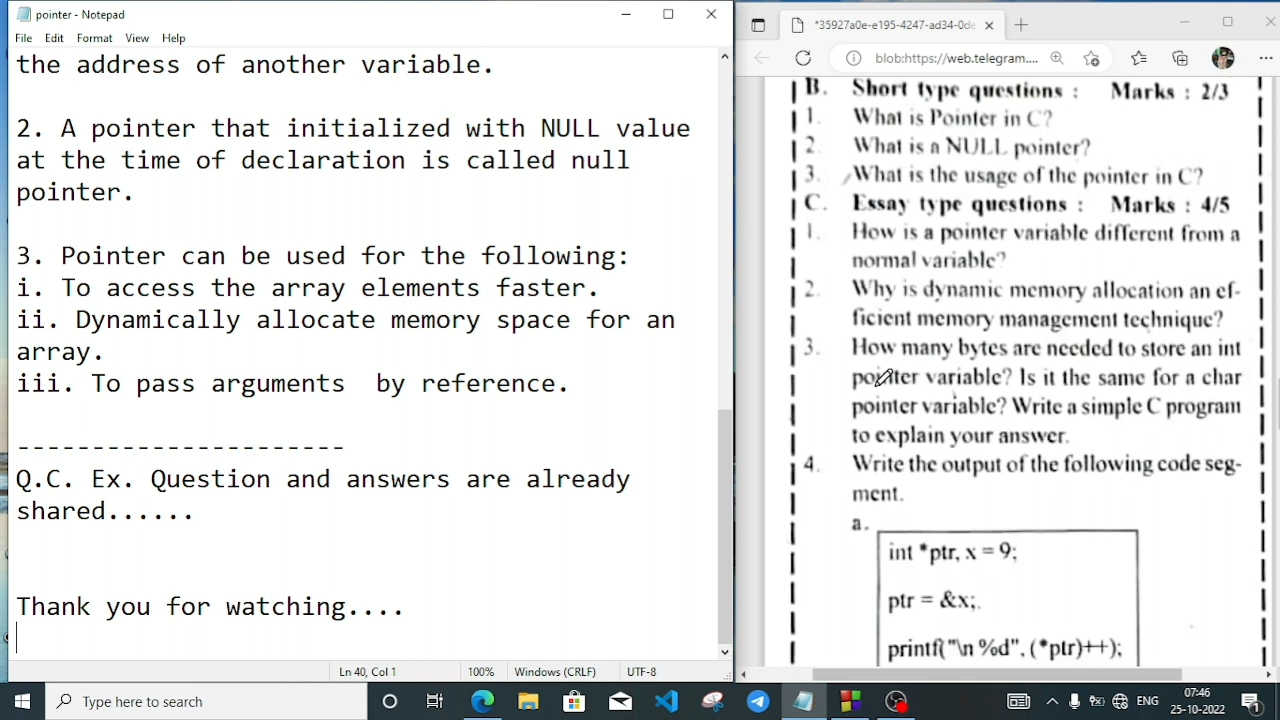 pointer - Notepad
File Edit Format View Help
the address of another variable.
2. A pointer that initialized with NULL value
at the time of declaration is called null
pointer.
3. Pointer can be used for the following:
i. To access the array elements faster.
ii. Dynamically allocate memory space for an
array.
iii. To pass arguments  by reference.
----------------------
Q.C. Ex. Question and answers are already
shared......
Thank you for watching....
Ln 40, Col 1 100% Windows (CRLF) UTF-8
*35927a0e-e195-4247-ad34-0de
blob:https://web.telegram....
B. Short type questions : Marks : 2/3
1. What is Pointer in C?
2. What is a NULL pointer?
3. What is the usage of the pointer in C?
C. Essay type questions : Marks : 4/5
1. How is a pointer variable different from a
normal variable?
2. Why is dynamic memory allocation an ef-
ficient memory management technique?
3. How many bytes are needed to store an int
pointer variable? Is it the same for a char
pointer variable? Write a simple C program
to explain your answer.
4. Write the output of the following code seg-
ment.
a.
int *ptr, x = 9;
ptr = &x;
printf("\n %d", (*ptr)++);
Type here to search
ENG
07:46
25-10-2022
1